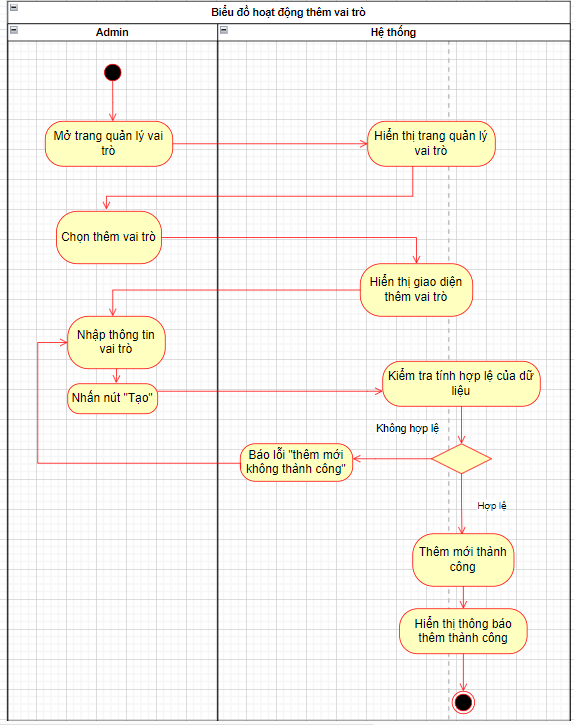 Biểu đồ hoạt động thêm vai trò
Admin
Hệ thống
Mở trang quản lý vai
trò
Hiển thị trang quản lý
vai trò
Chọn thêm vai trò
Hiển thị giao diện
thêm vai trò
Nhập thông tin
vai trò
Nhấn nút "Tạo"
Kiểm tra tính hợp lệ của dữ
liệu
Không hợp lệ
Báo lỗi "thêm mới
không thành công"
Hợp lệ
Thêm mới thành
công
Hiển thị thông báo
thêm thành công